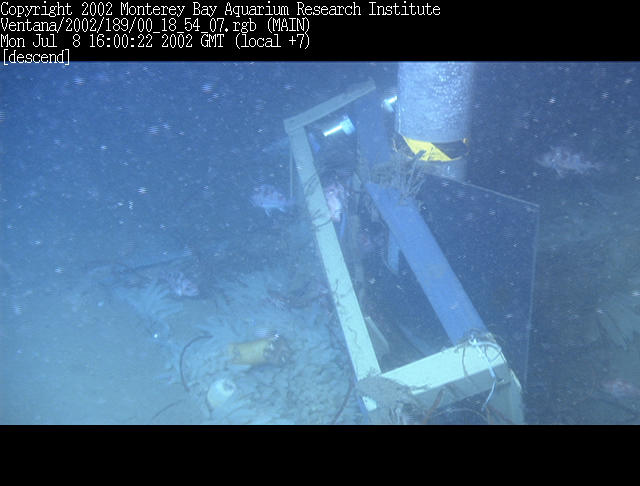 Copyright 2002 Monterey Bay Aquarium Research Institute
Ventana/2002/189/00_18_54_07.rgb (MAIN)
Mon Jul  8 16:00:22 2002 GMT (local +7)
[descend]